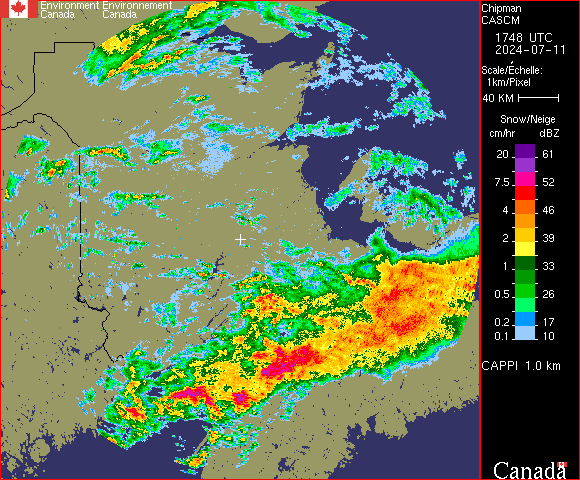 Environment Environnement
Canada Canada
Chipman
CASCM
1748 UTC
2024-07-11
Scale/Échelle:
1km/Pixel
40 KM
Snow/Neige
cm/hr dBZ
20 61
7.5 52
4 46
2 39
1 33
0.5 26
0.2 17
0.1 10
CAPPI 1.0 km
Canada